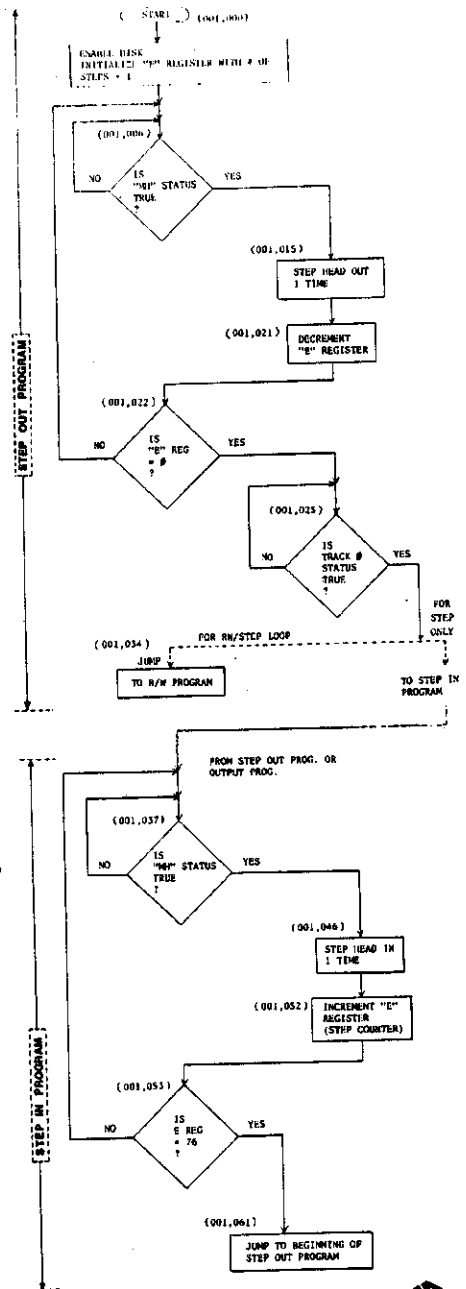 ( START ) (001,000)
ENABLE DISK
INITIALIZE "E" REGISTER WITH # OF
STEPS + 1
(001,006)
IS
"MH" STATUS
TRUE
?
NO
YES
(001,015)
STEP HEAD OUT
1 TIME
(001,021)
DECREMENT
"E" REGISTER
STEP OUT PROGRAM
(001,022)
IS
"E" REG
= Ø
?
NO
YES
(001,025)
IS
TRACK Ø
STATUS
TRUE
?
NO
YES
FOR
STEP
ONLY
FOR RW/STEP LOOP
(001,034)
JUMP
TO R/W PROGRAM
TO STEP IN
PROGRAM
FROM STEP OUT PROG. OR
OUTPUT PROG.
(001,037)
IS
"MH" STATUS
TRUE
?
NO
YES
(001,046)
STEP HEAD IN
1 TIME
(001,052)
INCREMENT "E"
REGISTER
(STEP COUNTER)
STEP IN PROGRAM
(001,053)
IS
E REG
= 76
?
NO
YES
(001,061)
JUMP TO BEGINNING OF
STEP OUT PROGRAM